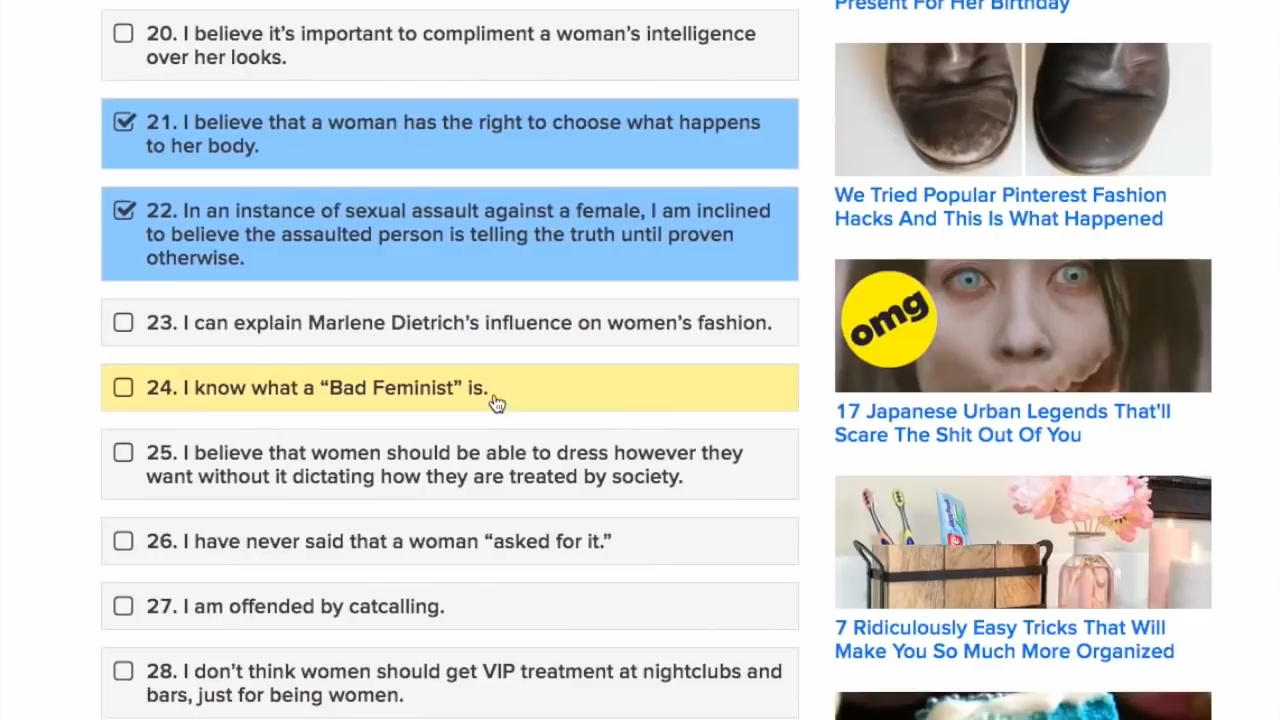 20. I believe it's important to compliment a woman's intelligence
over her looks.
21. I believe that a woman has the right to choose what happens
to her body.
22. In an instance of sexual assault against a female, I am inclined
to believe the assaulted person is telling the truth until proven
otherwise.
23. I can explain Marlene Dietrich's influence on women's fashion.
24. I know what a “Bad Feminist” is.
25. I believe that women should be able to dress however they
want without it dictating how they are treated by society.
26. I have never said that a woman “asked for it.”
27. I am offended by catcalling.
28. I don't think women should get VIP treatment at nightclubs and
bars, just for being women.
Present For Her Birthday
We Tried Popular Pinterest Fashion
Hacks And This Is What Happened
omg
17 Japanese Urban Legends That'll
Scare The Shit Out Of You
7 Ridiculously Easy Tricks That Will
Make You So Much More Organized